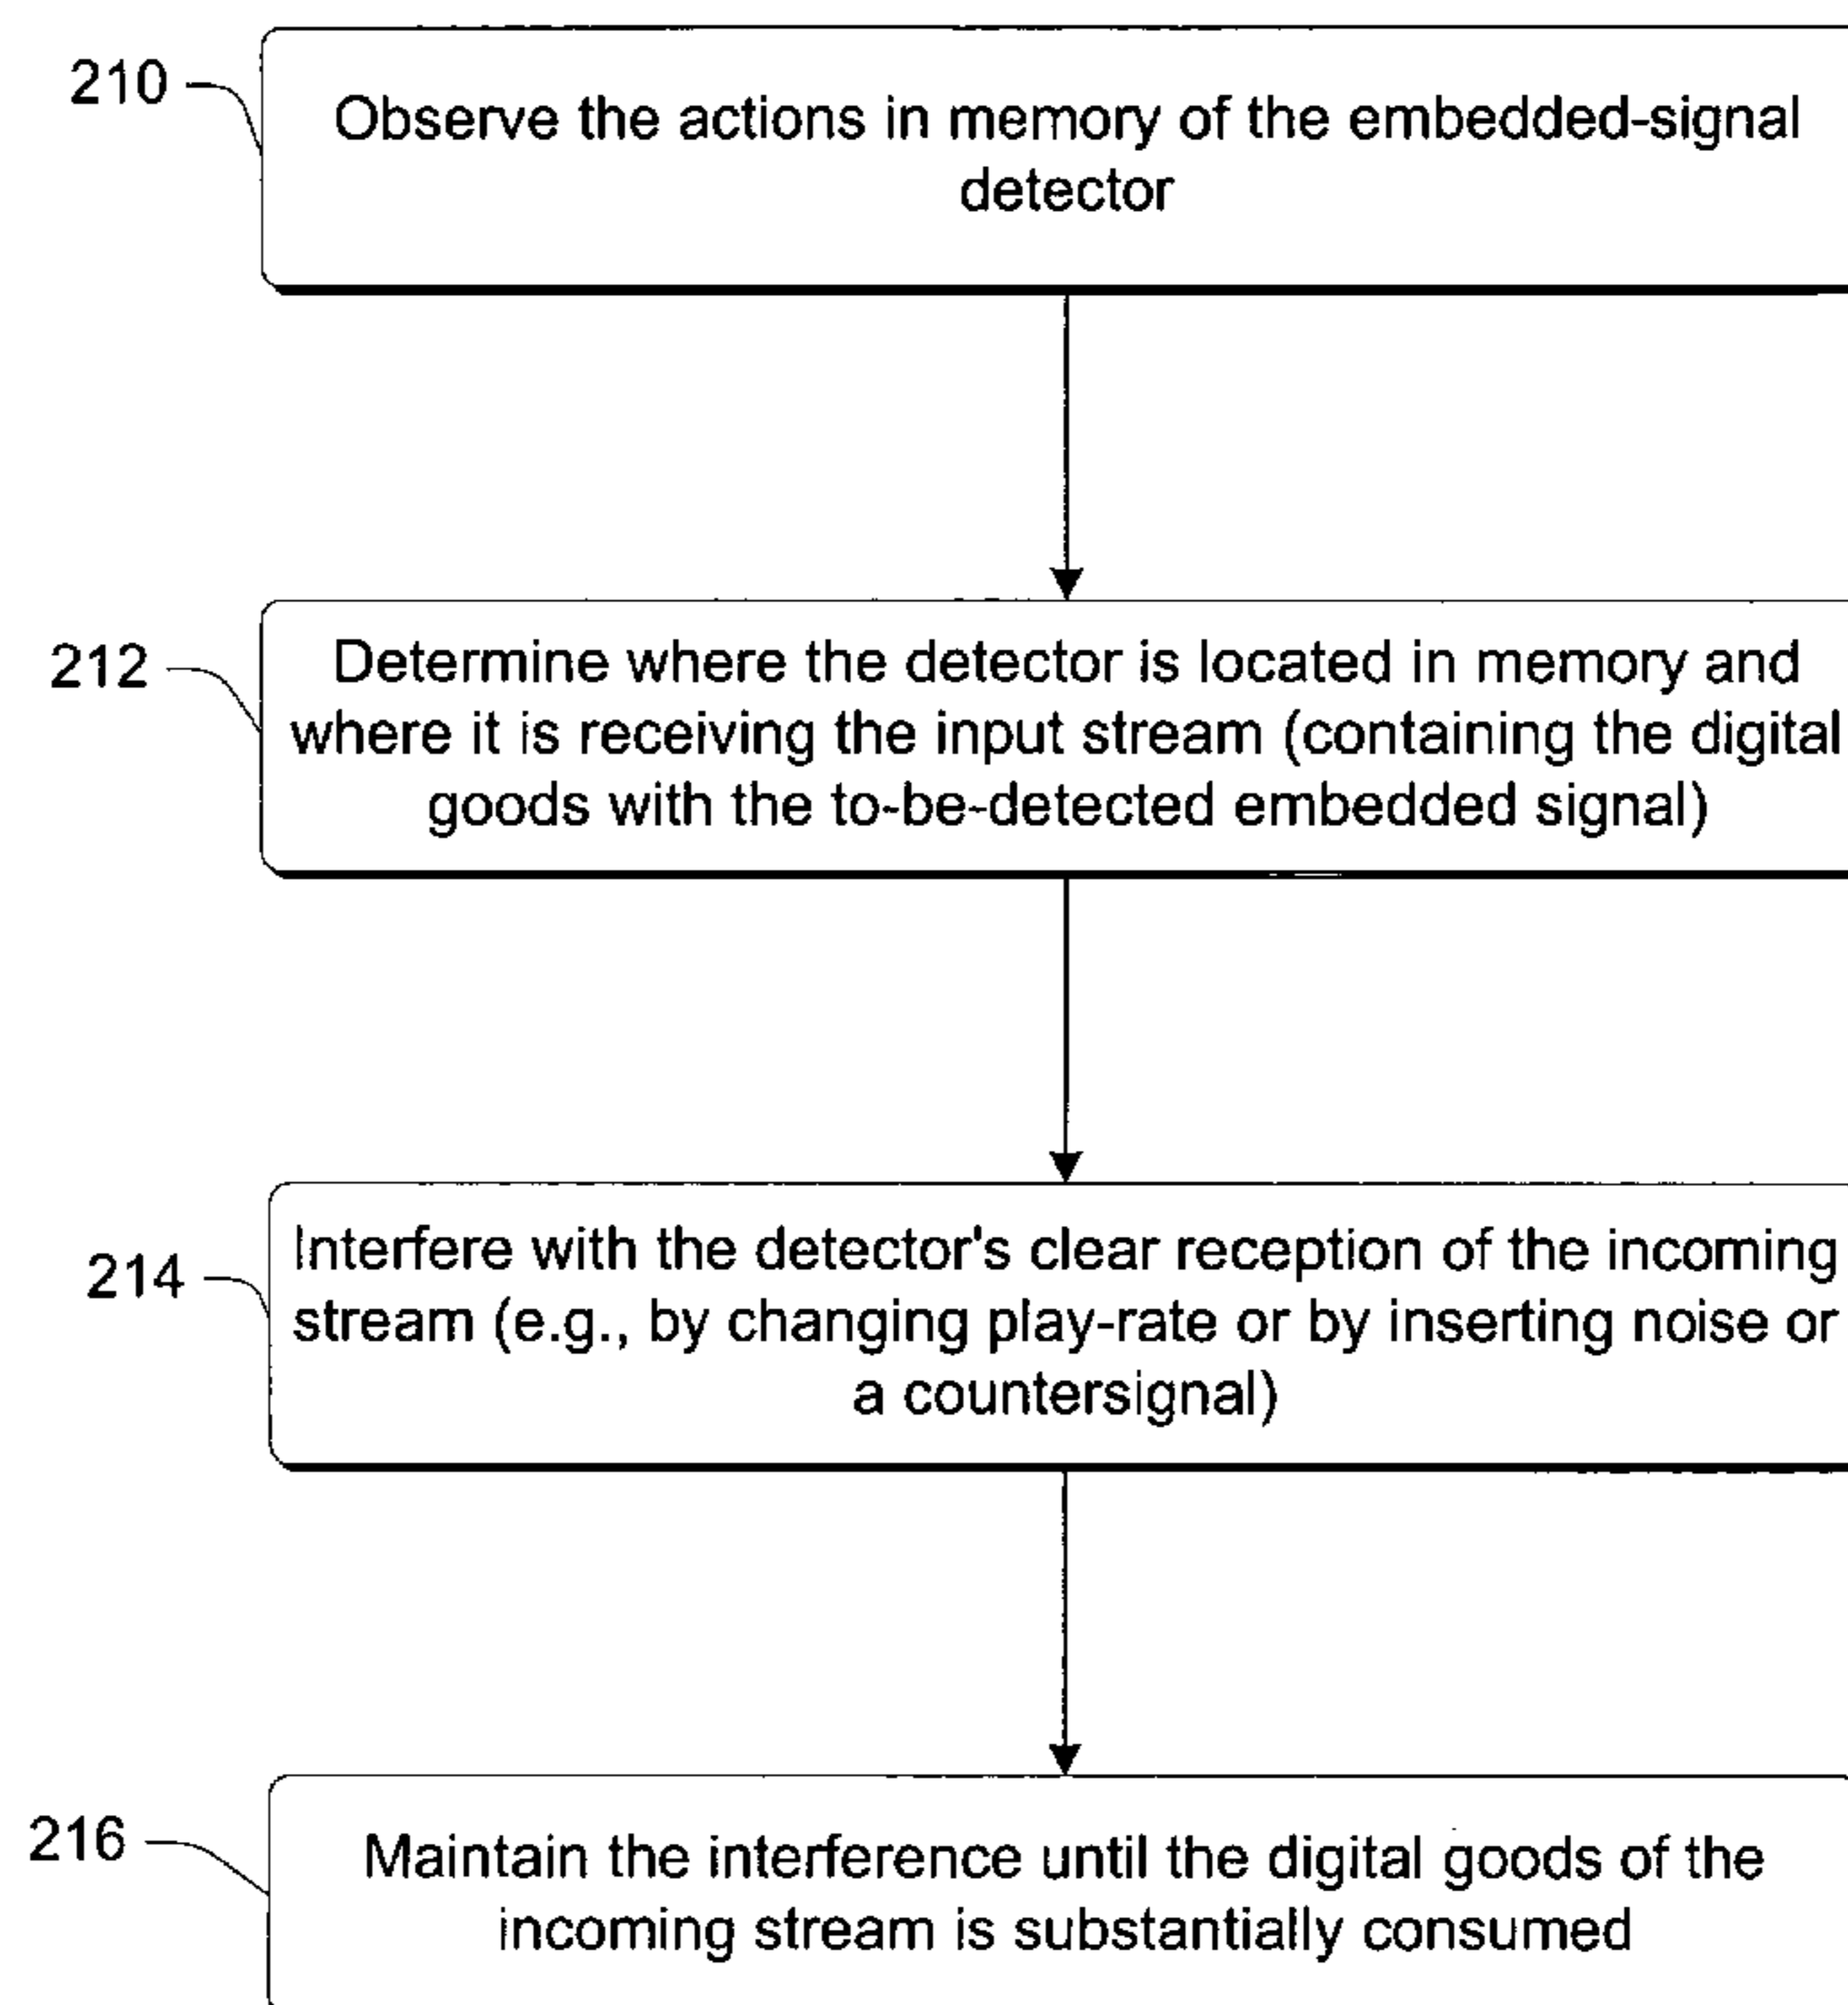 210
Observe the actions in memory of the embedded-signal
detector
212
Determine where the detector is located in memory and
where it is receiving the input stream (containing the digital
goods with the to-be-detected embedded signal)
214
Interfere with the detector's clear reception of the incoming
stream (e.g., by changing play-rate or by inserting noise or
a countersignal)
216
Maintain the interference until the digital goods of the
incoming stream is substantially consumed